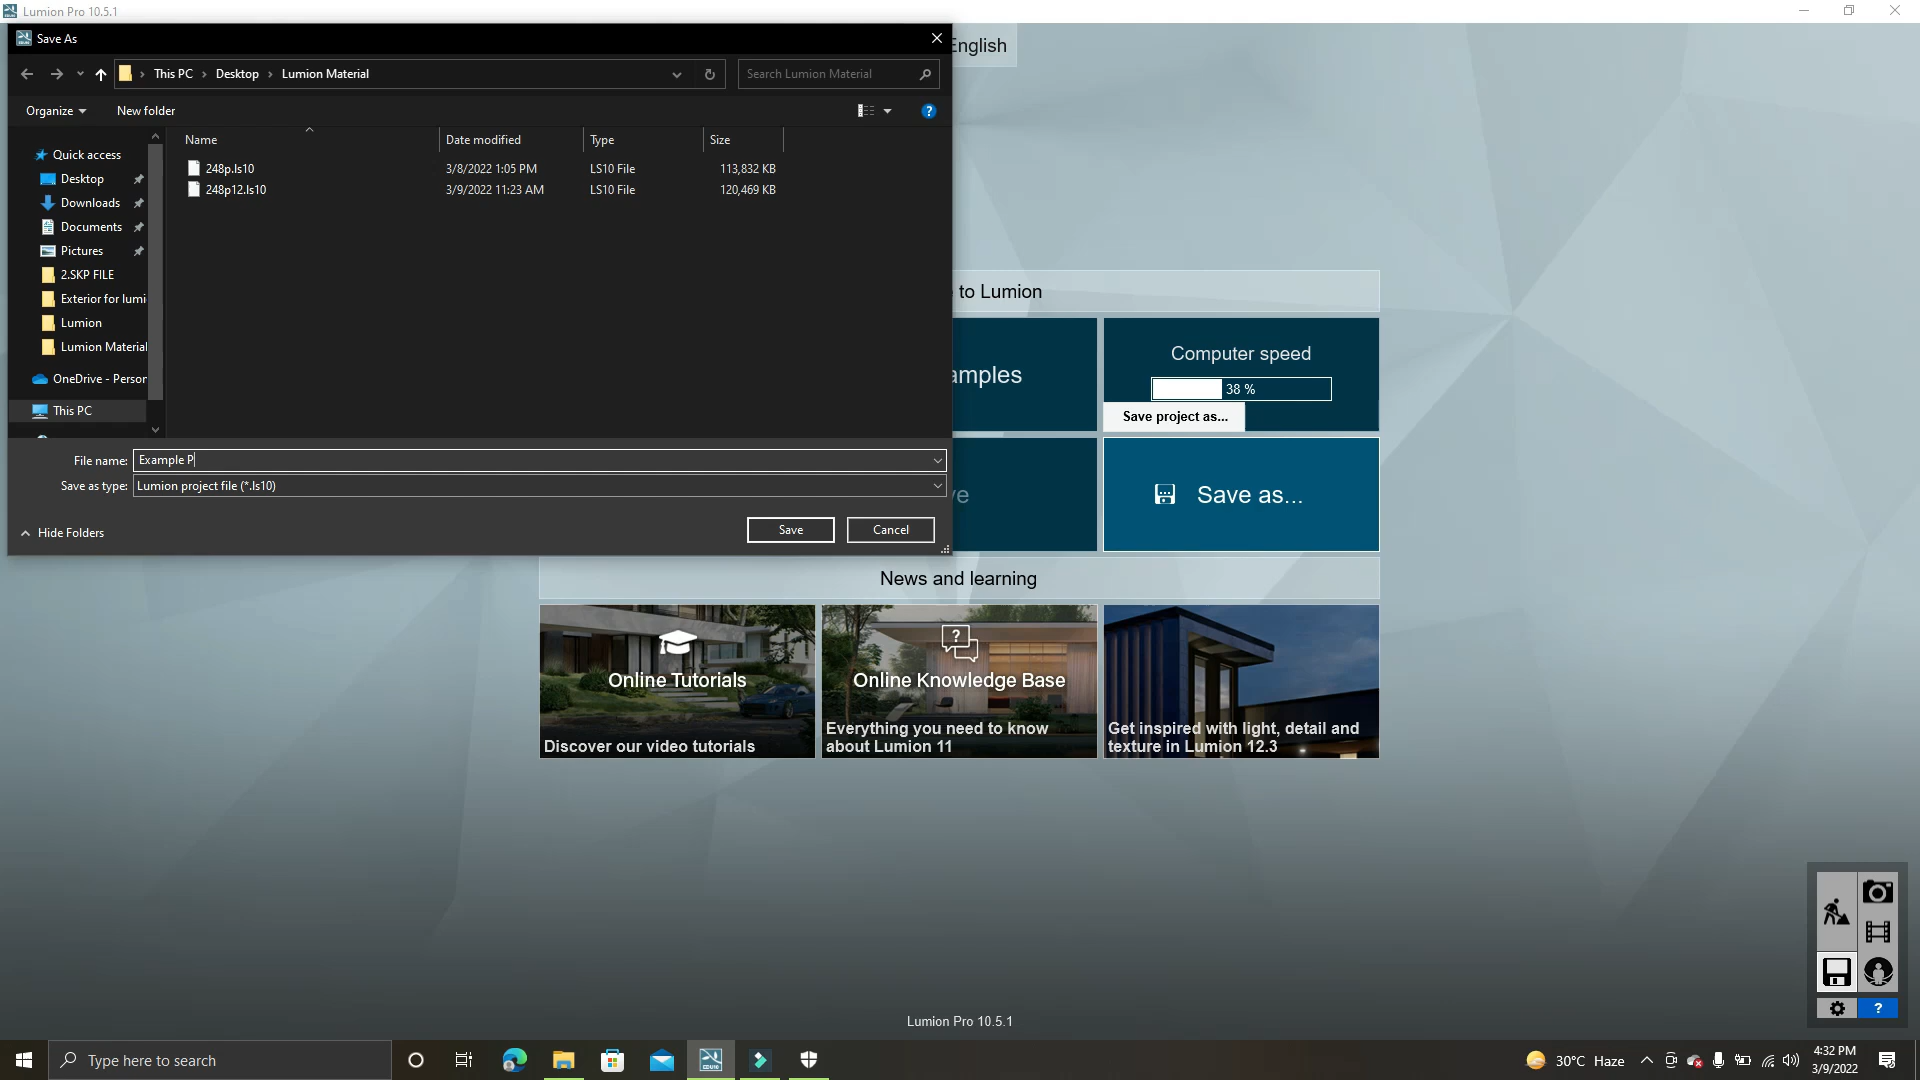 Lumion Pro 10.5.1
Save As
English
This PC
Desktop
Lumion Material
Search Lumion Material
Organize
New folder
Name
Date modified
Type
Size
Quick access
Desktop
Downloads
Documents
Pictures
2.SKP FILE
Exterior for lumi
Lumion
Lumion Material
OneDrive - Person
This PC
248p.ls10
3/8/2022 1:05 PM
LS10 File
113,832 KB
248p12.ls10
3/9/2022 11:23 AM
LS10 File
120,469 KB
File name:
Example P
Save as type:
Lumion project file (*.ls10)
Hide Folders
Save
Cancel
to Lumion
amples
Computer speed
38 %
Save project as...
ve
Save as...
News and learning
Online Tutorials
Discover our video tutorials
Online Knowledge Base
Everything you need to know
about Lumion 11
Get inspired with light, detail and
texture in Lumion 12.3
?
Lumion Pro 10.5.1
Type here to search
30°C Haze
4:32 PM
3/9/2022